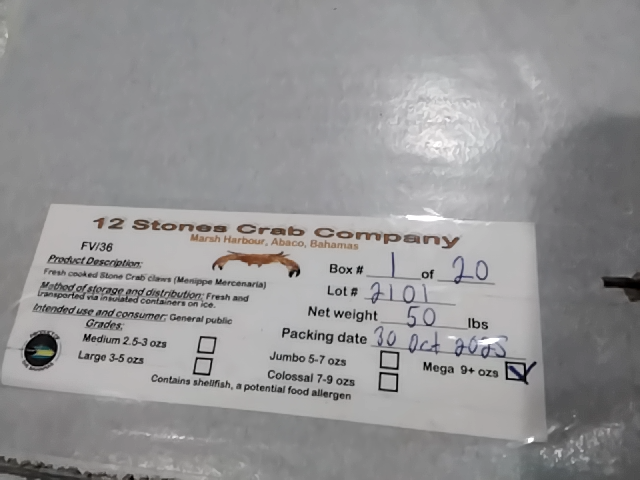 12 Stones Crab Company
Marsh Harbour, Abaco, Bahamas
FV/36
Product Description:
Fresh cooked Stone Crab claws (Menippe Mercenaria)
Method of storage and distribution: Fresh and
transported via insulated containers on ice.
Intended use and consumer: General public
Grades:
Medium 2.5-3 ozs
Large 3-5 ozs
Box # 1 of 20
Lot # 2101
Net weight 50 lbs
Packing date 30 Oct 2025
Jumbo 5-7 ozs
Colossal 7-9 ozs
Mega 9+ ozs
Contains shellfish, a potential food allergen